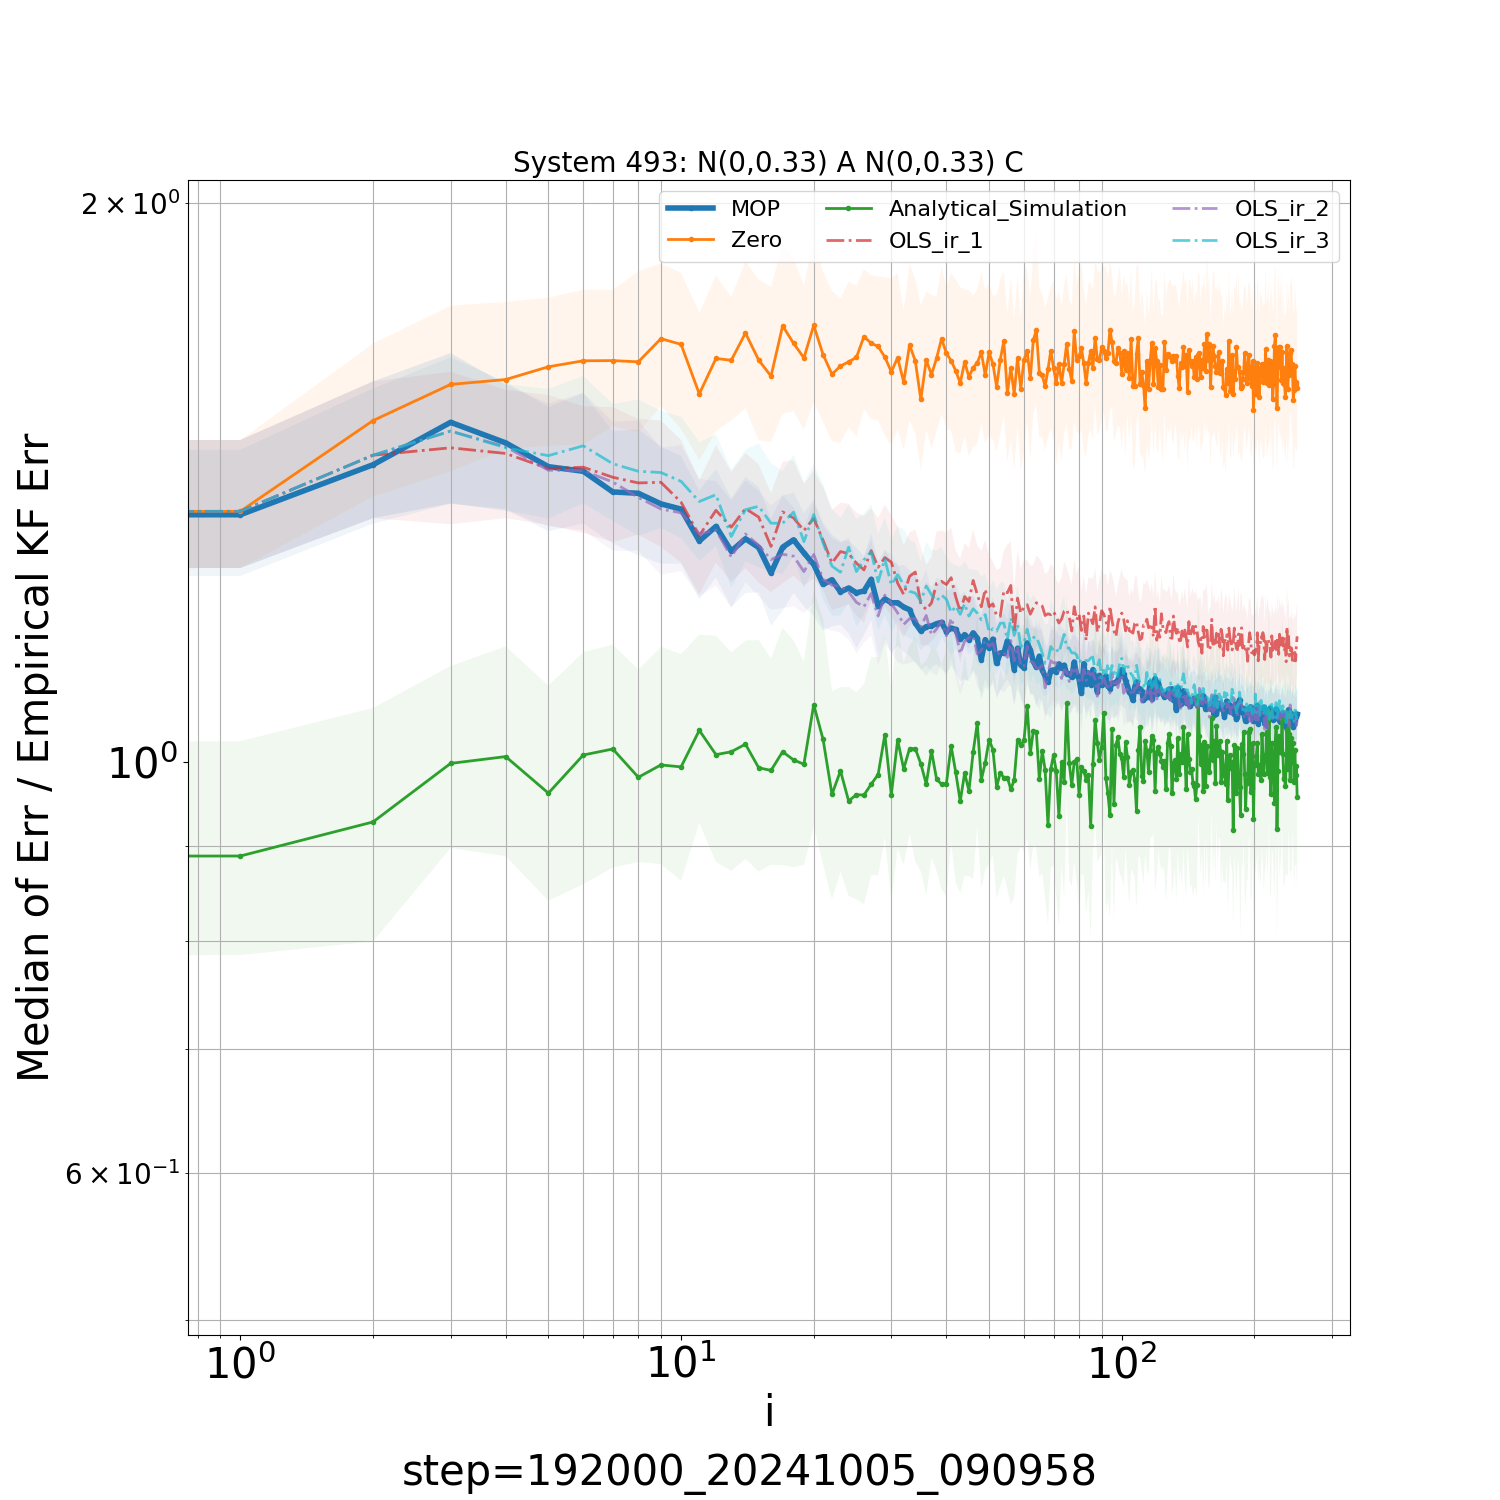 System 493: N(0,0.33) A N(0,0.33) C
MOP
Zero
Analytical_Simulation
OLS_ir_1
OLS_ir_2
OLS_ir_3
Median of Err / Empirical KF Err
2 × 10⁰
10⁰
6 × 10⁻¹
10⁰
10¹
10²
i
step=192000_20241005_090958